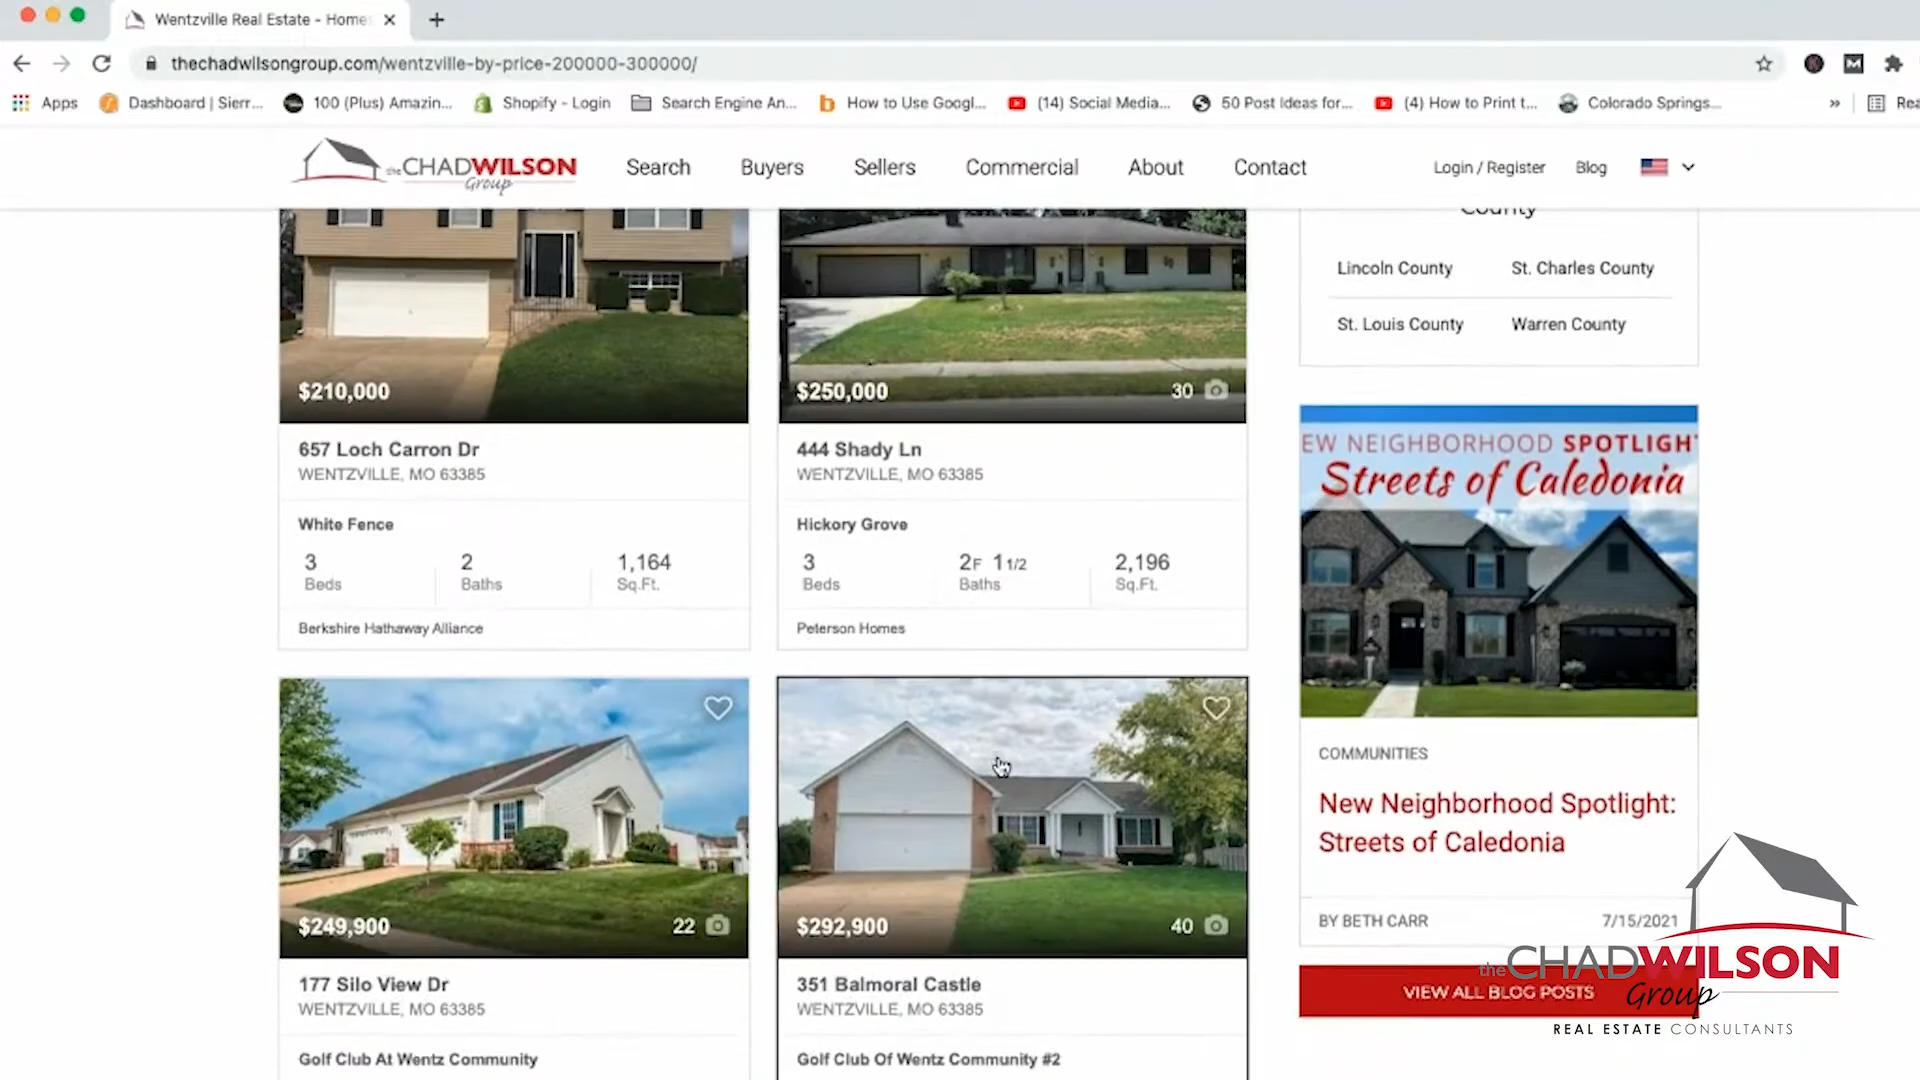 Wentzville Real Estate - Home
thechadwilsongroup.com/wentzville-by-price-200000-300000/
Apps
Dashboard | Sierr...
100 (Plus) Amazin...
Shopify - Login
Search Engine An...
How to Use Googl...
(14) Social Media...
50 Post Ideas for...
(4) How to Print t...
Colorado Springs...
»
Rea
the CHADWILSON
Group
Search
Buyers
Sellers
Commercial
About
Contact
Login / Register
Blog
County
Lincoln County
St. Charles County
St. Louis County
Warren County
$210,000
657 Loch Carron Dr
WENTZVILLE, MO 63385
White Fence
3
Beds
2
Baths
1,164
Sq.Ft.
Berkshire Hathaway Alliance
$250,000
30
444 Shady Ln
WENTZVILLE, MO 63385
Hickory Grove
3
Beds
2F 1 1/2
Baths
2,196
Sq.Ft.
Peterson Homes
$249,900
22
177 Silo View Dr
WENTZVILLE, MO 63385
Golf Club At Wentz Community
$292,900
40
351 Balmoral Castle
WENTZVILLE, MO 63385
Golf Club Of Wentz Community #2
EW NEIGHBORHOOD SPOTLIGHT
Streets of Caledonia
COMMUNITIES
New Neighborhood Spotlight:
Streets of Caledonia
BY BETH CARR
7/15/2021
VIEW ALL BLOG POSTS
the CHADWILSON
Group
REAL ESTATE CONSULTANTS